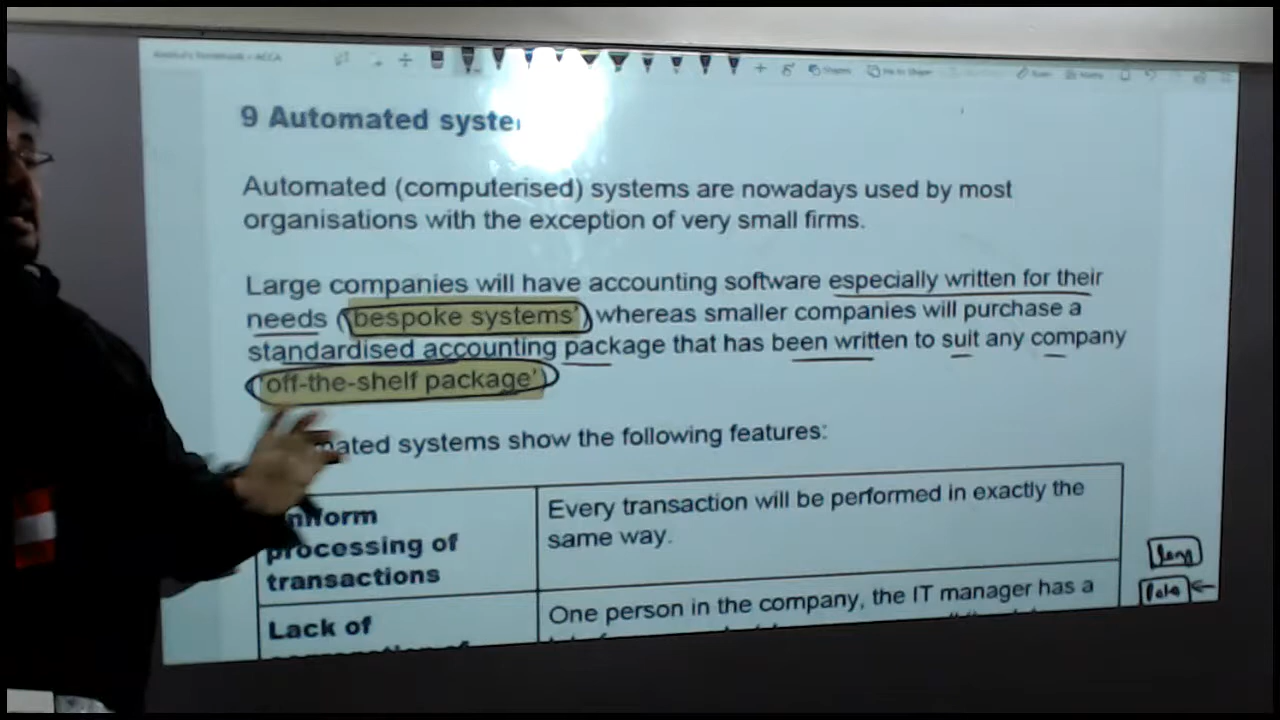 9 Automated syste
Automated (computerised) systems are nowadays used by most
organisations with the exception of very small firms.
Large companies will have accounting software especially written for their
needs ('bespoke systems') whereas smaller companies will purchase a
standardised accounting package that has been written to suit any company
('off-the-shelf package')
mated systems show the following features:
niform
processing of
transactions
Every transaction will be performed in exactly the
same way.
Lack of
One person in the company, the IT manager has a